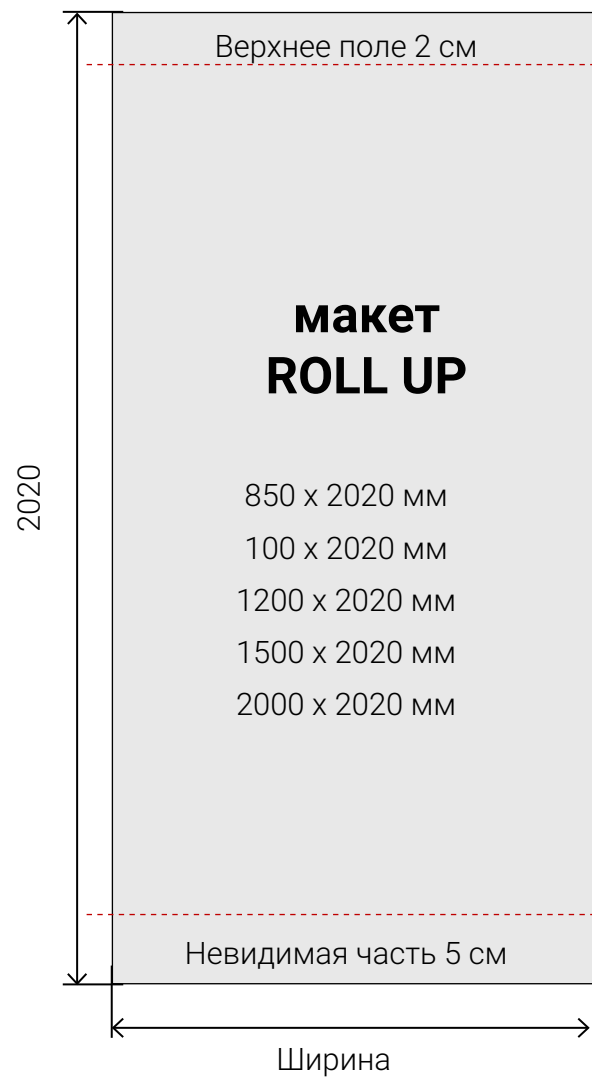 Верхнее поле 2 см
макет
ROLL UP
2020
850 x 2020 мм
100 x 2020 мм
1200 x 2020 мм
1500 x 2020 мм
2000 x 2020 мм
Невидимая часть 5 см
Ширина